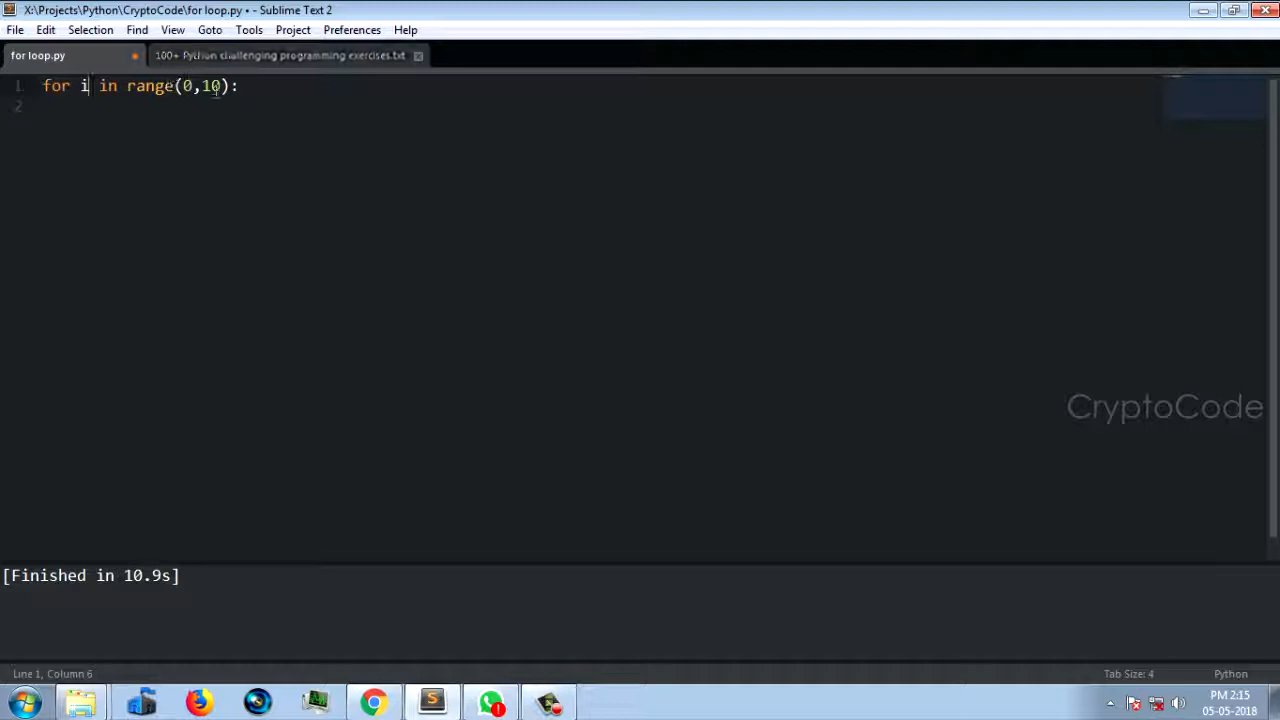 X:\Projects\Python\CryptoCode\for loop.py • - Sublime Text 2
File Edit Selection Find View Goto Tools Project Preferences Help
for loop.py 100+ Python challenging programming exercises.txt
1 for i in range(0,10):
2
CryptoCode
[Finished in 10.9s]
Line 1, Column 6 Tab Size: 4 Python
PM 2:15
05-05-2018